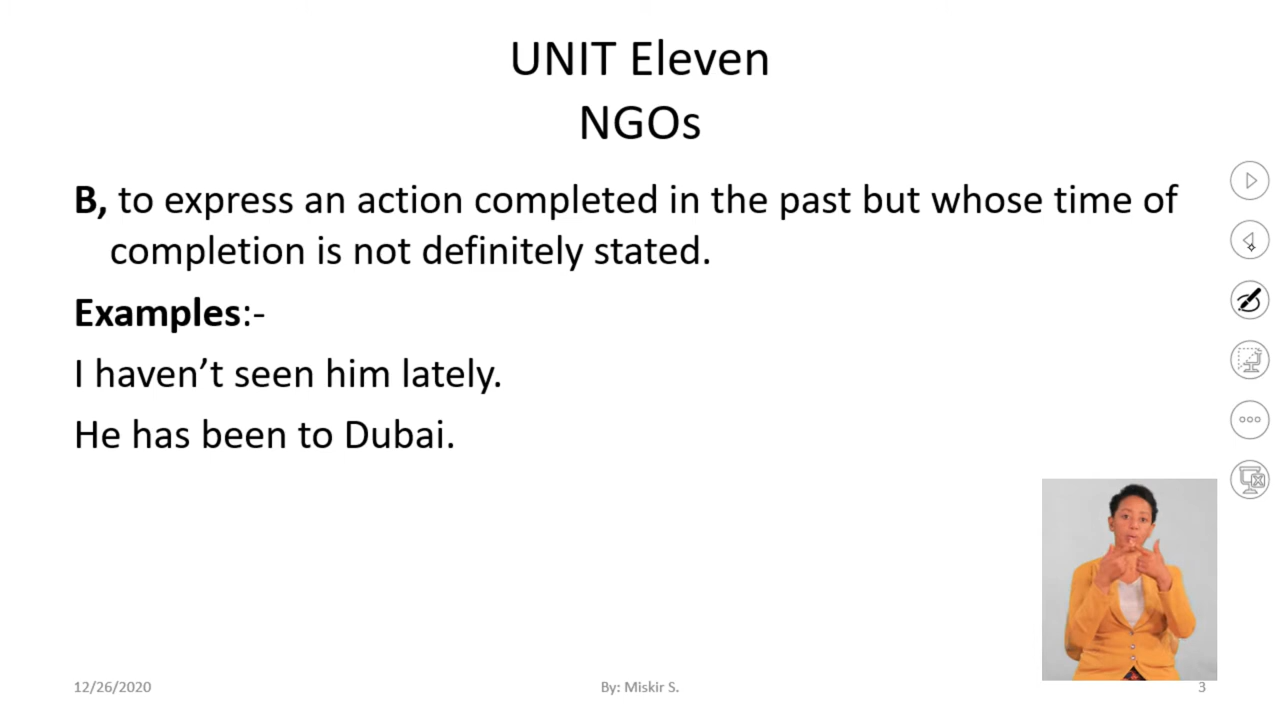 UNIT Eleven
NGOs
B, to express an action completed in the past but whose time of
completion is not definitely stated.
Examples:-
I haven’t seen him lately.
He has been to Dubai.
12/26/2020
By: Miskir S.
3